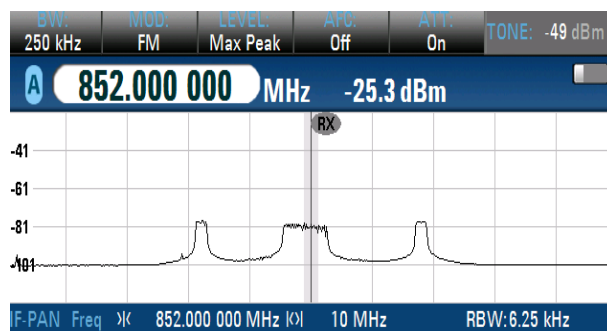 BW: MOD: LEVEL: AFC: ATT:
250 kHz FM Max Peak Off On TONE: -49 dBm
A 852.000 000 MHz -25.3 dBm
RX
-41
-61
-81
-101
IF-PAN Freq 852.000 000 MHz 10 MHz RBW:6.25 kHz